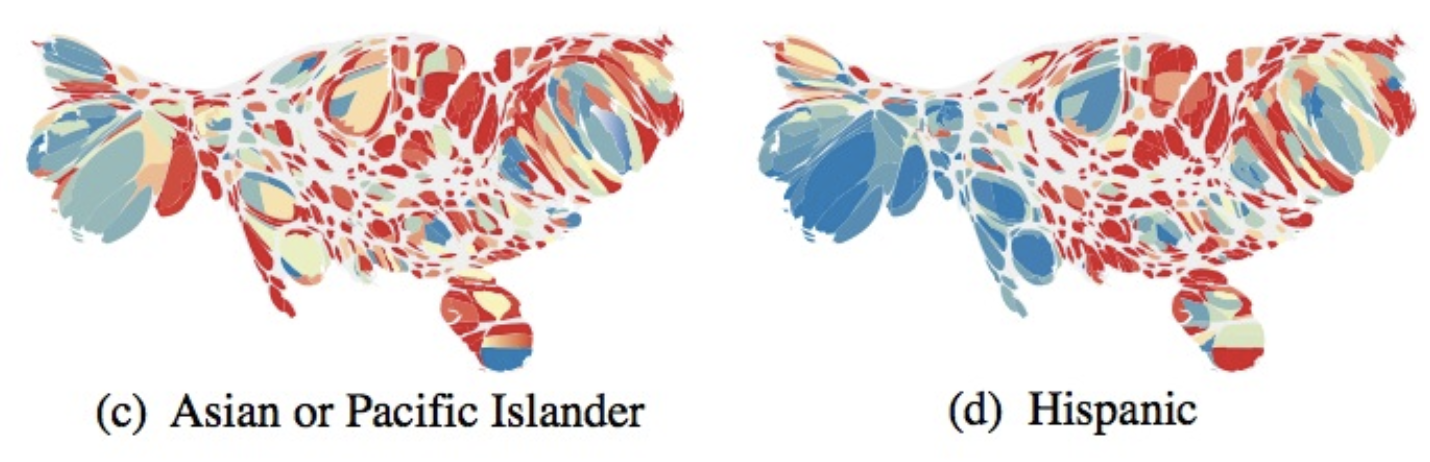 (c) Asian or Pacific Islander
(d) Hispanic